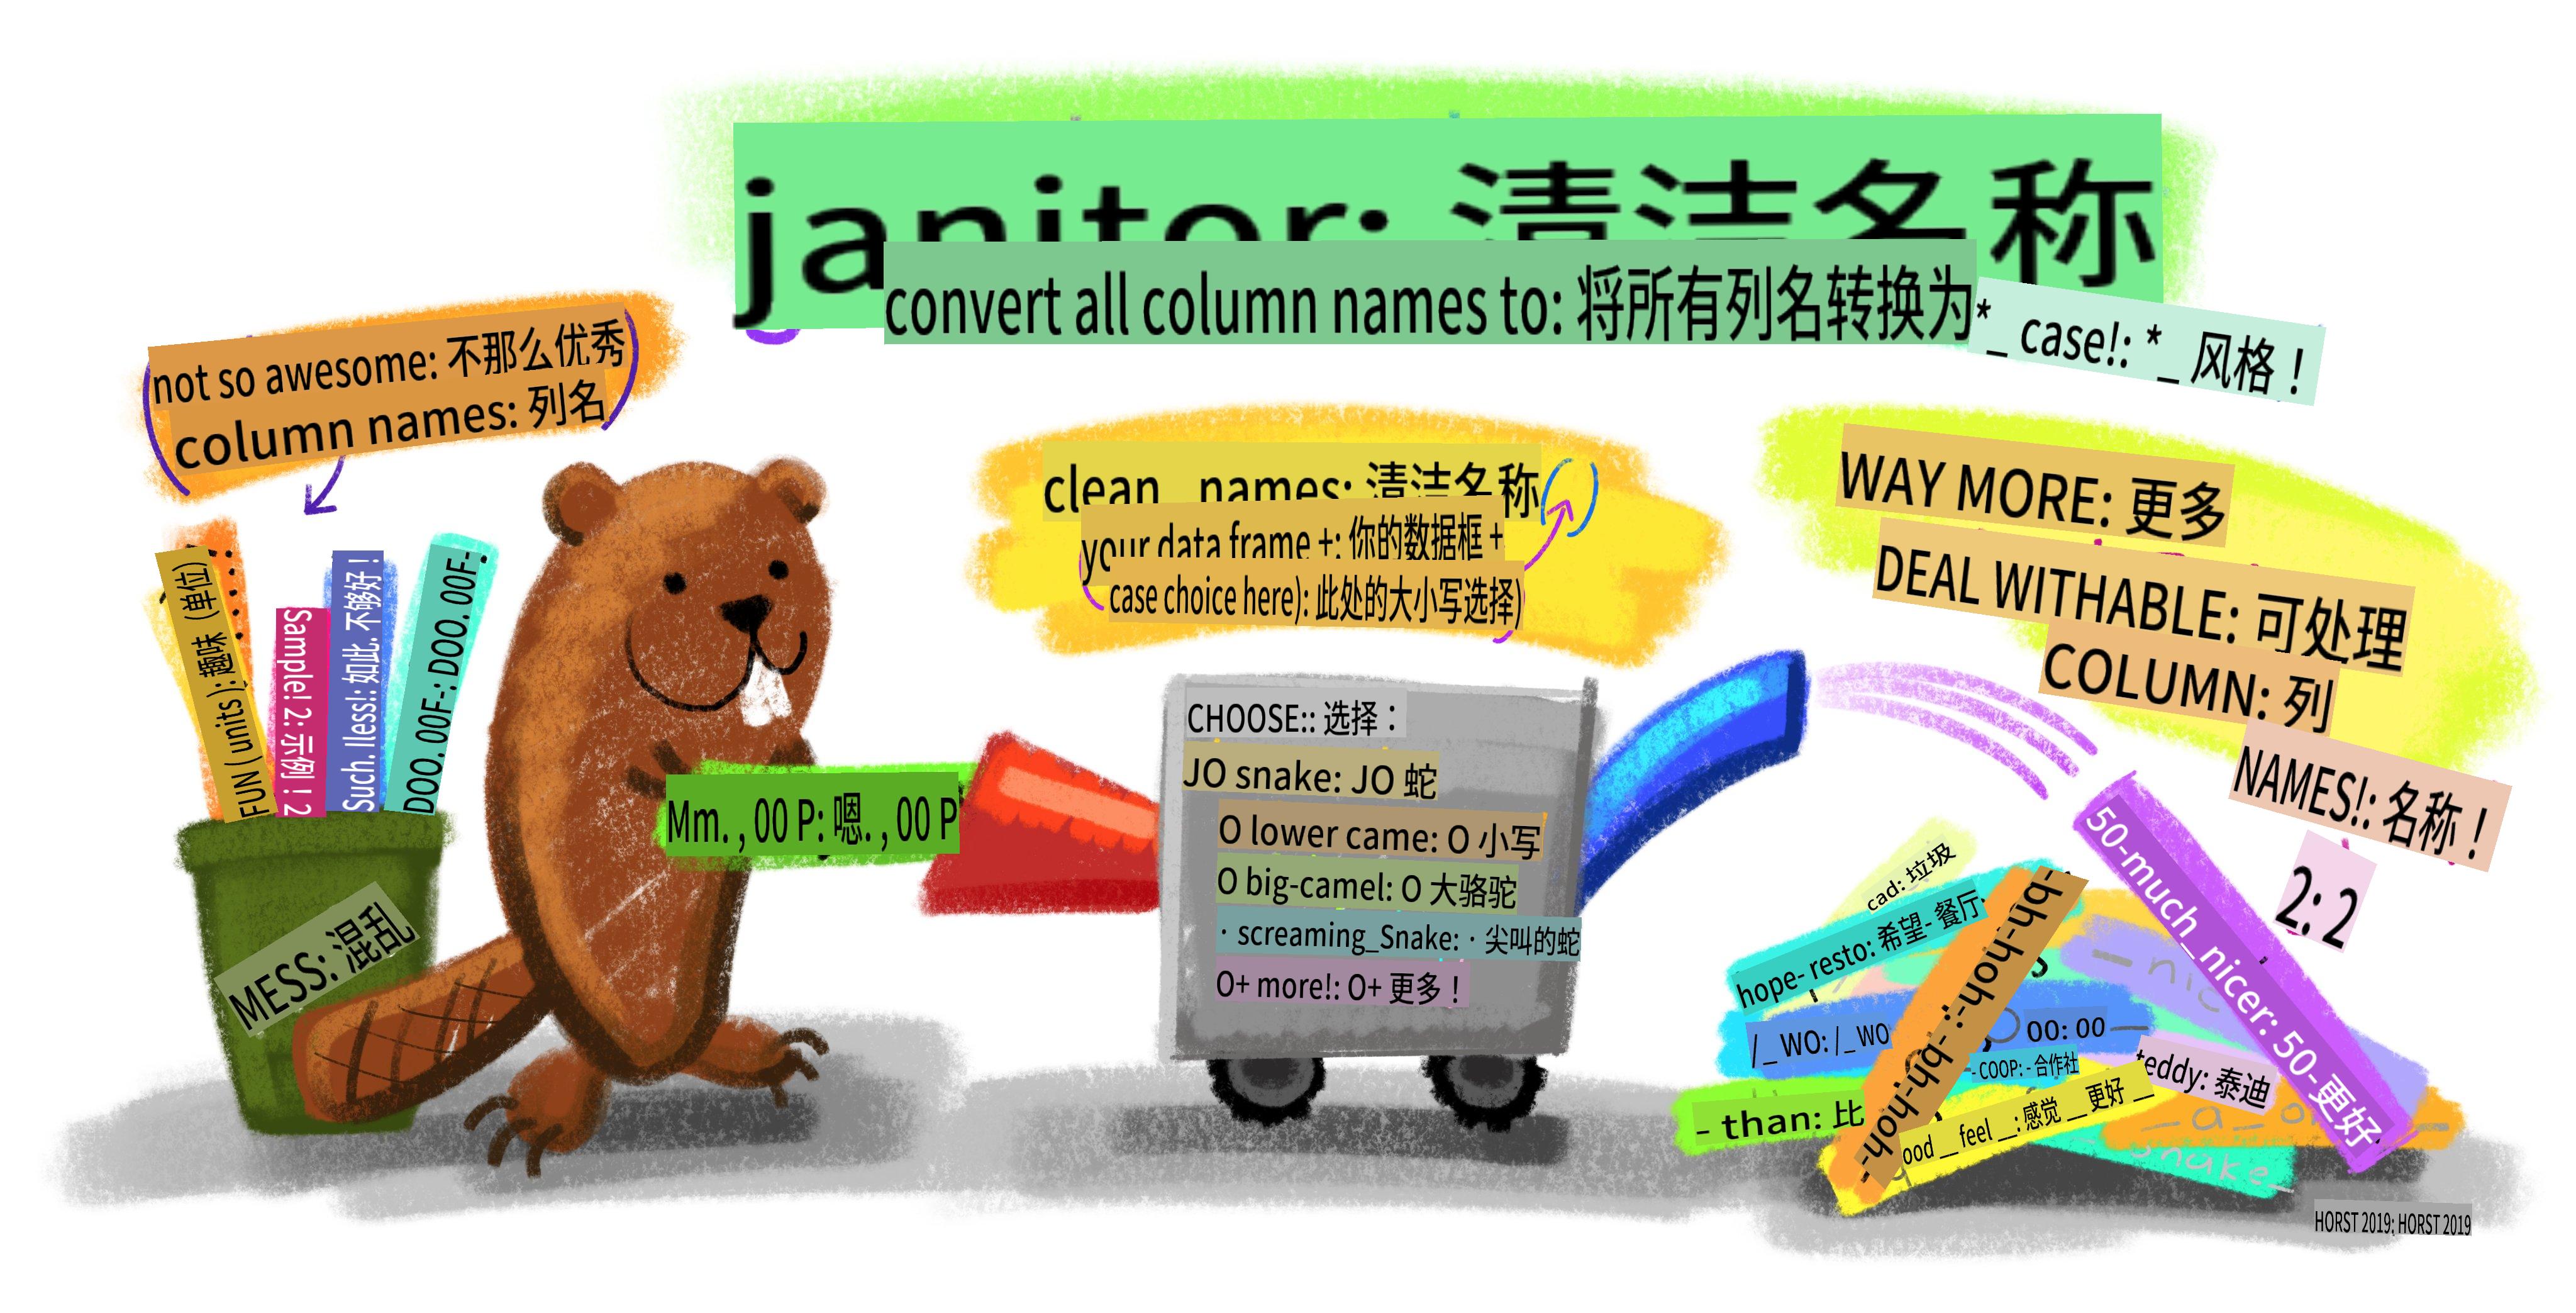 janitor: 清洁名称
convert all column names to: 将所有列名转换为
*_ case!: *_ 风格！
not so awesome: 不那么优秀
column names: 列名
FUN ( units ): 趣味（单位）
Sample! 2: 示例！2
Such. lless!: 如此. 不够好！
DOO. 00F-: DOO. 00F-.
MESS: 混乱
Mm. , 00 P: 嗯. , 00 P
clean_names: 清洁名称
your data frame +: 你的数据框 +
case choice here): 此处的大小写选择)
CHOOSE:: 选择：
JO snake: JO 蛇
O lower came: O 小写
O big-camel: O 大骆驼
· screaming_Snake: · 尖叫的蛇
O+ more!: O+ 更多！
WAY MORE: 更多
DEAL WITHABLE: 可处理
COLUMN: 列
NAMES!: 名称！
2: 2
50-much_nicer: 50-更好
cad: 垃圾
hope- resto: 希望- 餐厅
-bh-hoh-:-bh-hoh-
/_WO: /_WO
00: 00
- COOP: - 合作社
teddy: 泰迪
- than: 比
ood __ feel __: 感觉 __ 更好 __
snake_
HORST 2019; HORST 2019